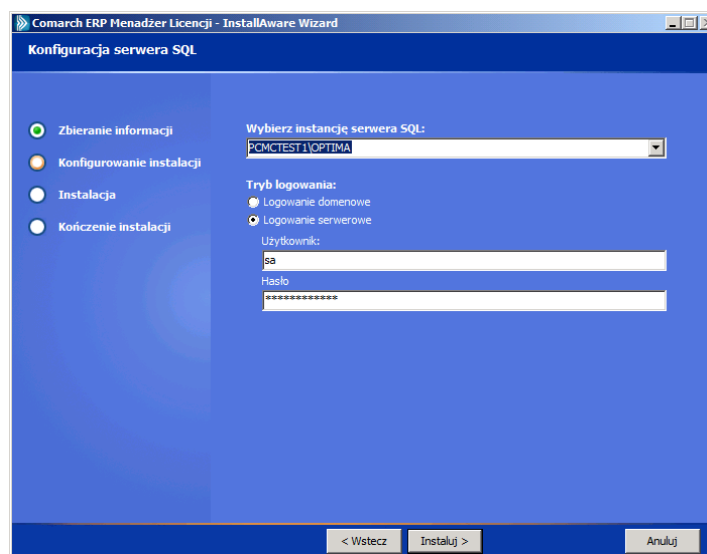 Comarch ERP Menadżer Licencji - InstallAware Wizard
Konfiguracja serwera SQL
Zbieranie informacji
Konfigurowanie instalacji
Instalacja
Kończenie instalacji
Wybierz instancję serwera SQL:
PCMCTEST1\OPTIMA
Tryb logowania:
Logowanie domenowe
Logowanie serwerowe
Użytkownik:
sa
Hasło
************
< Wstecz
Instaluj >
Anuluj